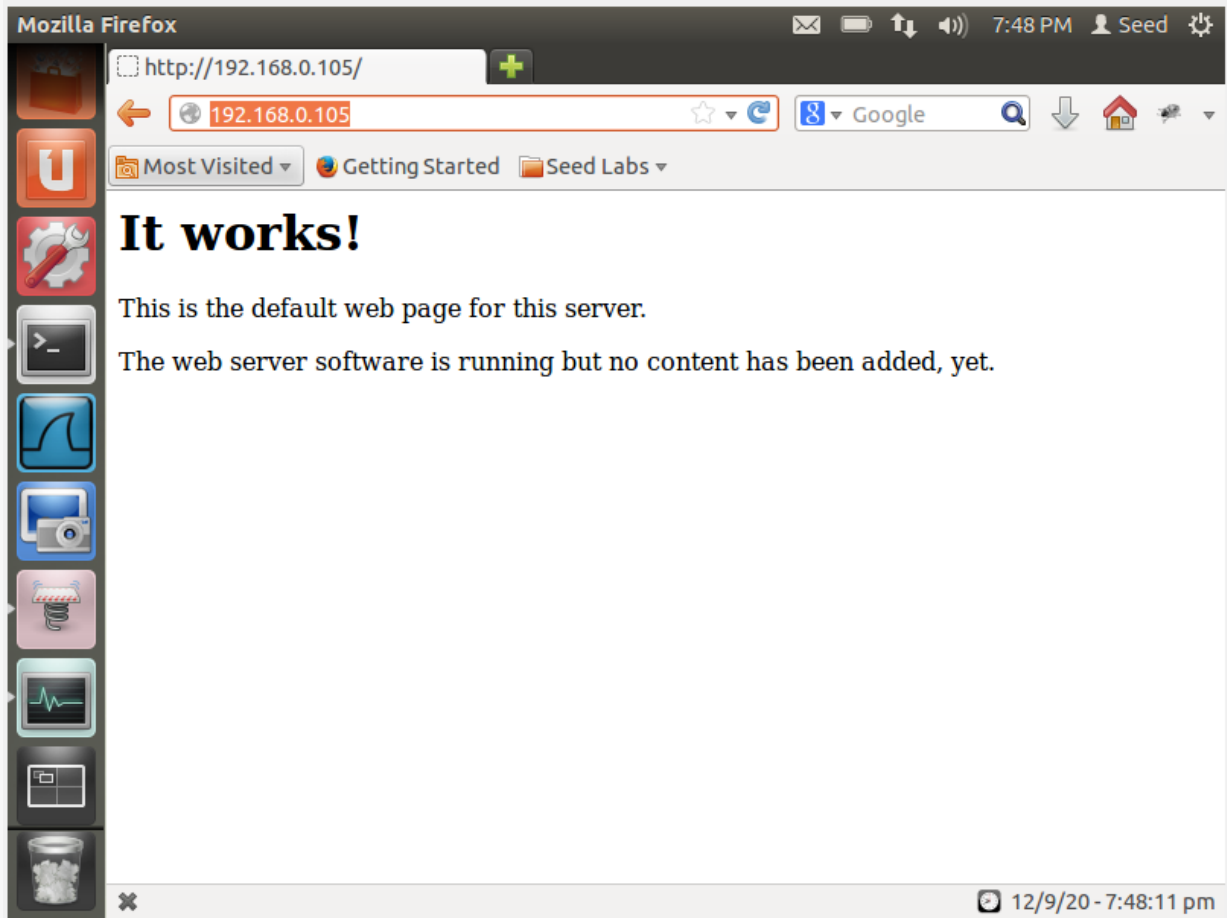 Mozilla Firefox 7:48 PM Seed
http://192.168.0.105/
192.168.0.105 8 Google
Most Visited Getting Started Seed Labs
It works!
This is the default web page for this server.
The web server software is running but no content has been added, yet.
12/9/20 - 7:48:11 pm